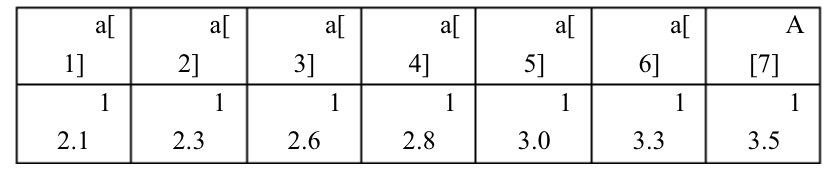 a[ a[ a[ a[ a[ a[ A
1] 2] 3] 4] 5] 6] [7]
1 1 1 1 1 1 1
2.1 2.3 2.6 2.8 3.0 3.3 3.5